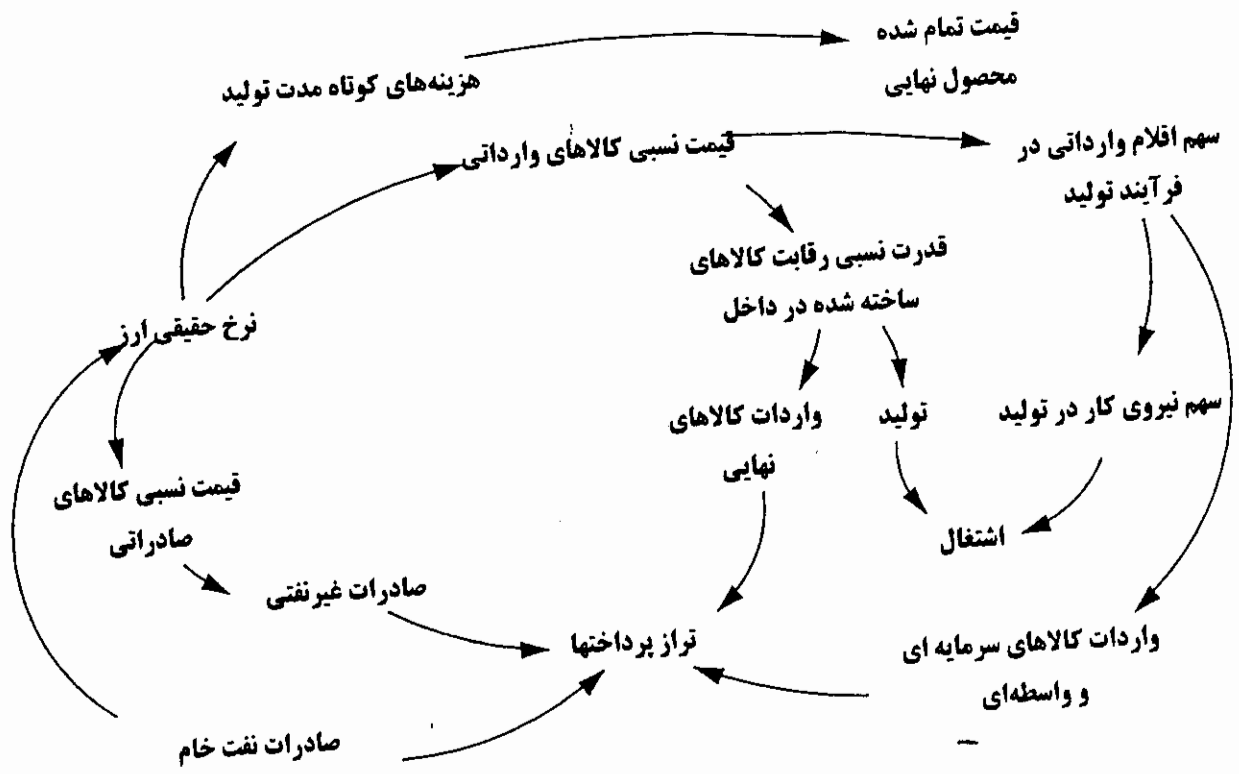 قیمت تمام شده
محصول نهایی
هزینه‌های کوتاه مدت تولید
سهم اقلام وارداتی در
فرآیند تولید
قیمت نسبی کالاهای وارداتی
قدرت نسبی رقابت کالاهای
ساخته شده در داخل
نرخ حقیقی ارز
سهم نیروی کار در تولید
تولید
واردات کالاهای
نهایی
قیمت نسبی کالاهای
صادراتی
اشتغال
صادرات غیرنفتی
تراز پرداختها
واردات کالاهای سرمایه ای
و واسطه‌ای
صادرات نفت خام